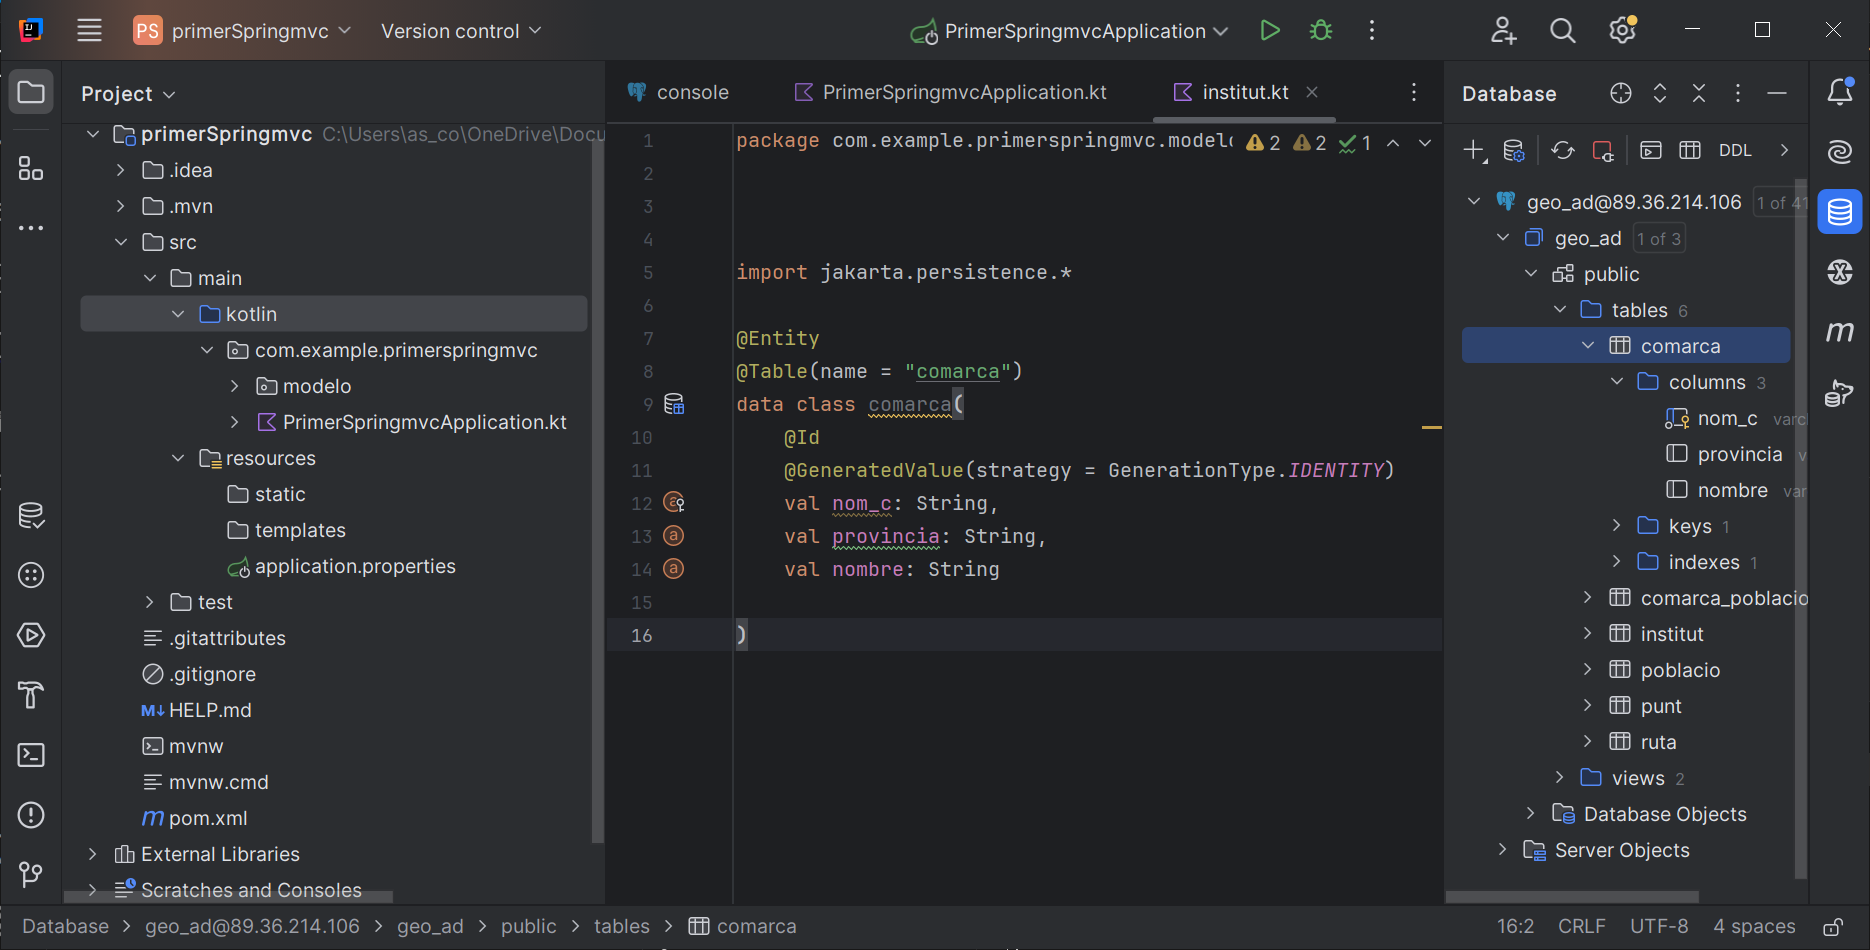 PS primerSpringmvc Version control PrimerSpringmvcApplication
Project
primerSpringmvc C:\Users\as_co\OneDrive\Docu
.idea
.mvn
src
main
kotlin
com.example.primerspringmvc
modelo
PrimerSpringmvcApplication.kt
resources
static
templates
application.properties
test
.gitattributes
.gitignore
M↓ HELP.md
mvnw
mvnw.cmd
m pom.xml
External Libraries
Scratches and Consoles
console PrimerSpringmvcApplication.kt institut.kt
1 package com.example.primerspringmvc.modelo 2 2 1
2
3
4
5 import jakarta.persistence.*
6
7 @Entity
8 @Table(name = "comarca")
9 data class comarca(
10 @Id
11 @GeneratedValue(strategy = GenerationType.IDENTITY)
12 val nom_c: String,
13 val provincia: String,
14 val nombre: String
15
16 )
Database
DDL
geo_ad@89.36.214.106 1 of 41
geo_ad 1 of 3
public
tables 6
comarca
columns 3
nom_c varc
provincia v
nombre var
keys 1
indexes 1
comarca_poblacio
institut
poblacio
punt
ruta
views 2
Database Objects
Server Objects
m
Database > geo_ad@89.36.214.106 > geo_ad > public > tables > comarca 16:2 CRLF UTF-8 4 spaces